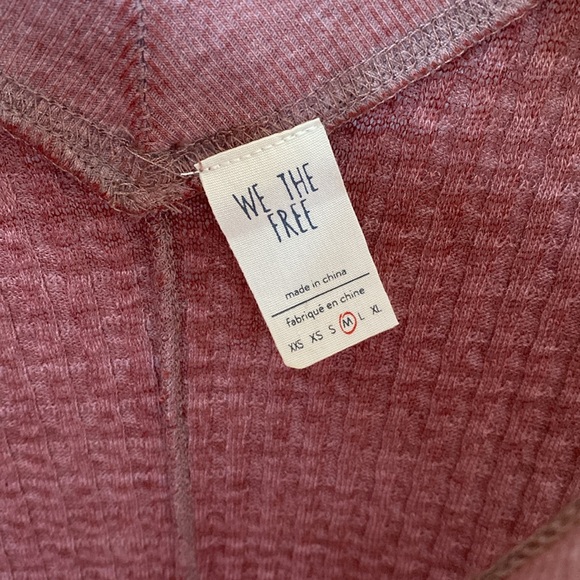 WE THE
FREE
made in china
Fabriqué en chine
XXS XS S M L XL